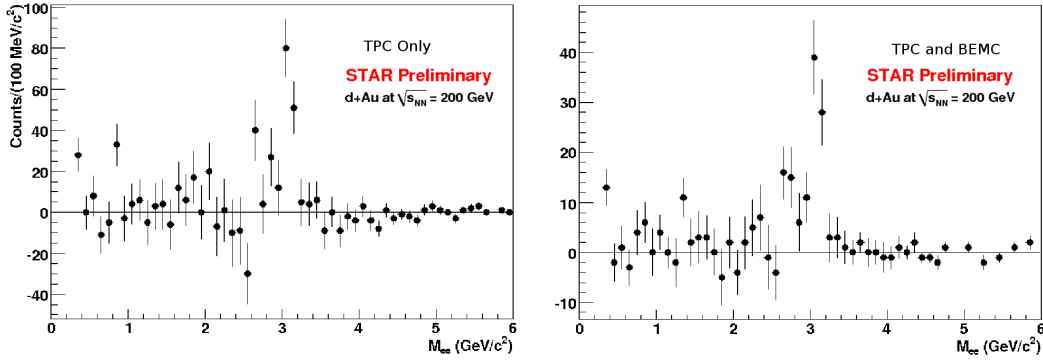 Counts/(100 MeV/c²)
100
80
60
40
20
0
-20
-40
TPC Only
STAR Preliminary
d+Au at √sNN = 200 GeV
0 1 2 3 4 5 6
Mee (GeV/c²)
40
30
20
10
0
-10
TPC and BEMC
STAR Preliminary
d+Au at √sNN = 200 GeV
0 1 2 3 4 5 6
Mee (GeV/c²)